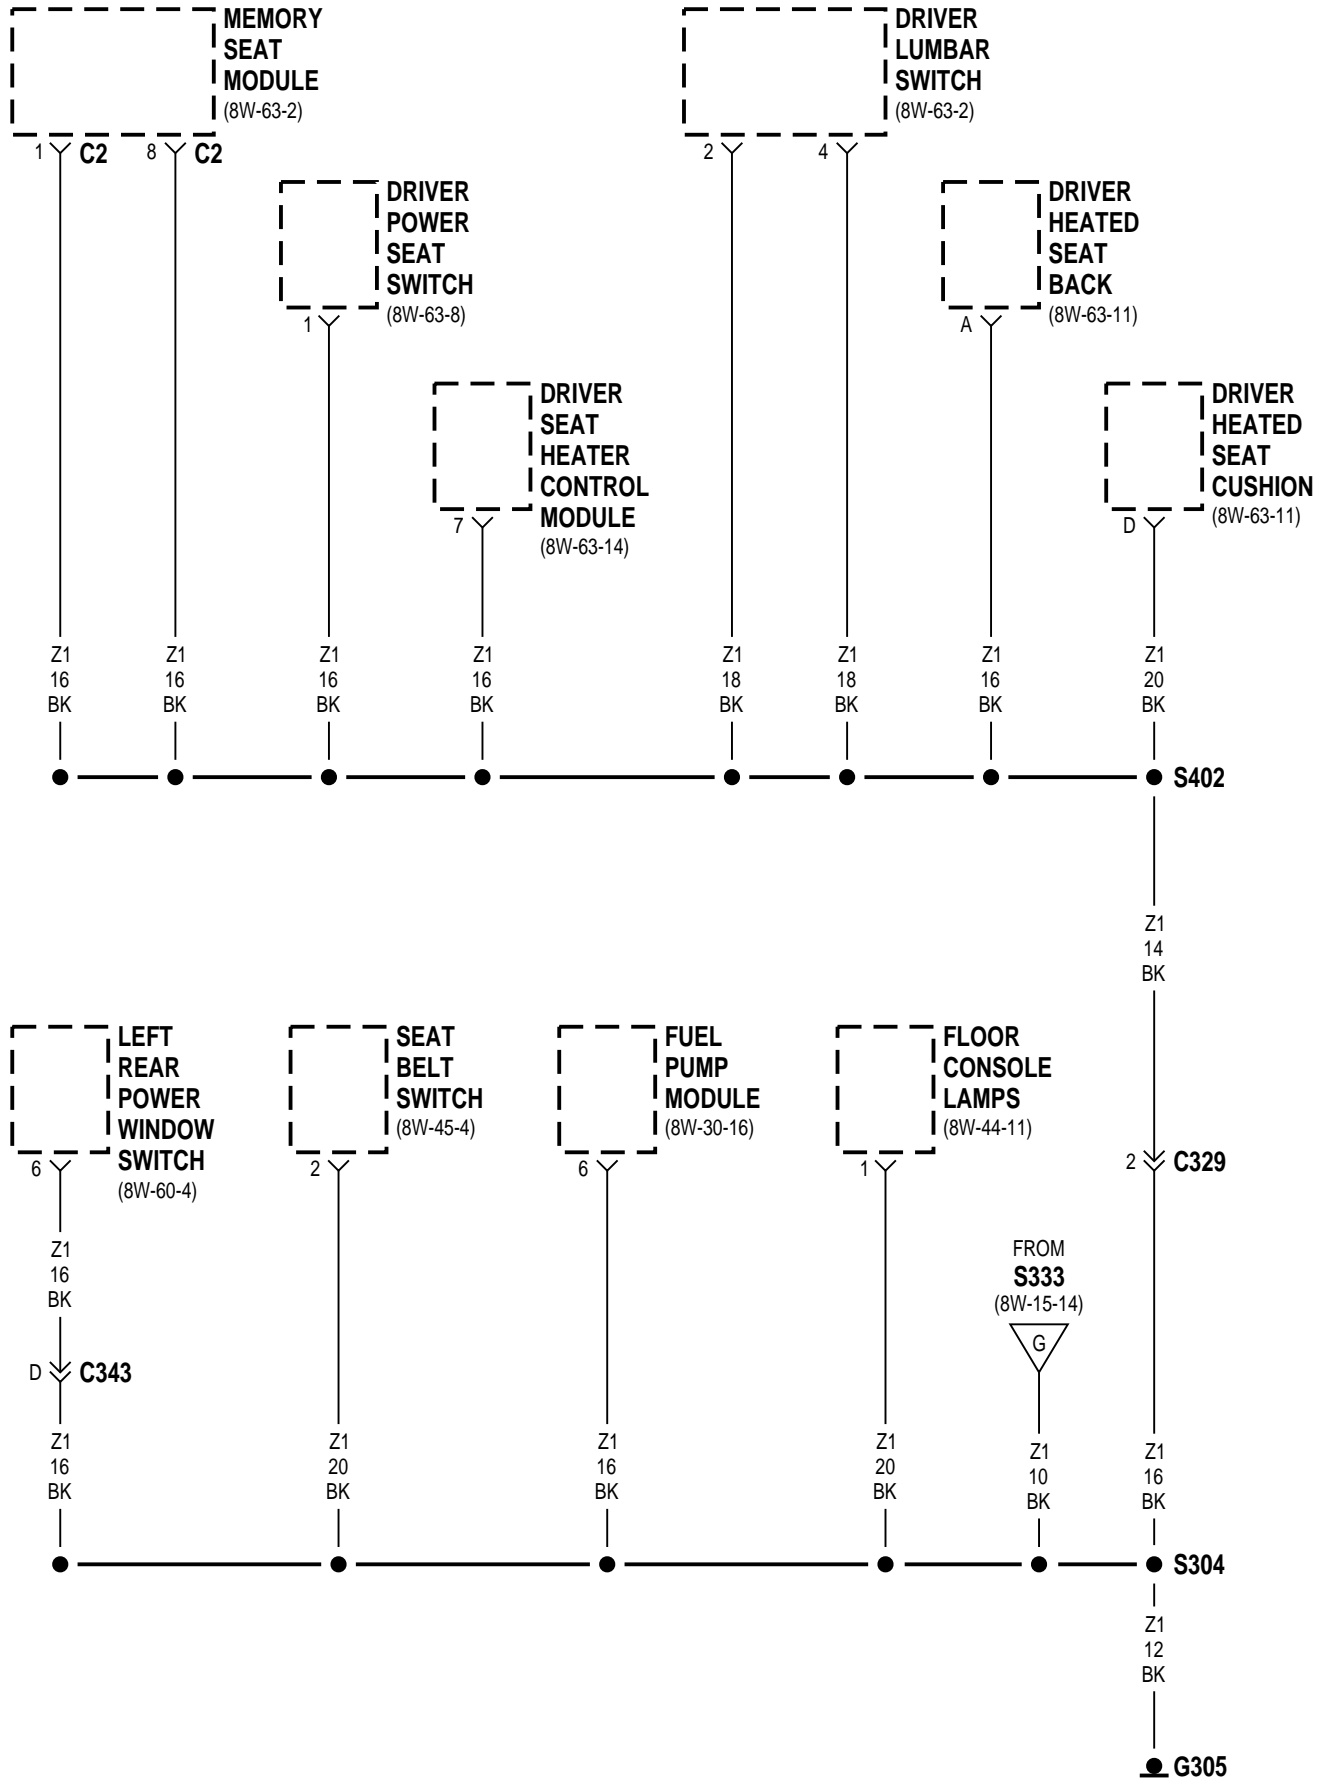 MEMORY
SEAT
MODULE
(8W-63-2)
1
C2
8
C2
DRIVER
LUMBAR
SWITCH
(8W-63-2)
2
4
DRIVER
POWER
SEAT
SWITCH
(8W-63-8)
1
DRIVER
HEATED
SEAT
BACK
(8W-63-11)
A
DRIVER
SEAT
HEATER
CONTROL
MODULE
(8W-63-14)
7
DRIVER
HEATED
SEAT
CUSHION
(8W-63-11)
D
Z1
16
BK
Z1
16
BK
Z1
16
BK
Z1
16
BK
Z1
18
BK
Z1
18
BK
Z1
16
BK
Z1
20
BK
S402
Z1
14
BK
LEFT
REAR
POWER
WINDOW
SWITCH
(8W-60-4)
6
SEAT
BELT
SWITCH
(8W-45-4)
2
FUEL
PUMP
MODULE
(8W-30-16)
6
FLOOR
CONSOLE
LAMPS
(8W-44-11)
1
2
C329
Z1
16
BK
FROM
S333
(8W-15-14)
G
D
C343
Z1
16
BK
Z1
20
BK
Z1
16
BK
Z1
20
BK
Z1
10
BK
Z1
16
BK
S304
Z1
12
BK
G305